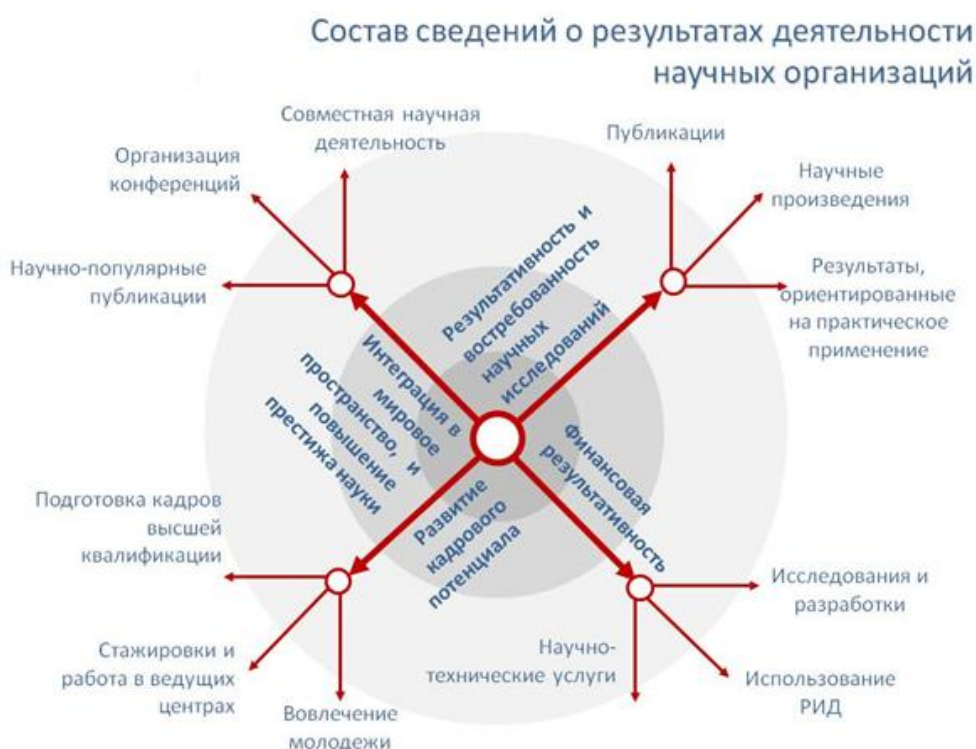 Состав сведений о результатах деятельности
научных организаций
Совместная научная
деятельность
Организация
конференций
Научно-популярные
публикации
Публикации
Научные
произведения
Результаты,
ориентированные
на практическое
применение
Результативность и
востребованность
научных
исследований
Интеграция в
мировое
пространство, и
повышение
престижа науки
Финансовая
результативность
Развитие
кадрового
потенциала
Подготовка кадров
высшей
квалификации
Стажировки и
работа в ведущих
центрах
Вовлечение
молодежи
Научно-
технические услуги
Исследования и
разработки
Использование
РИД